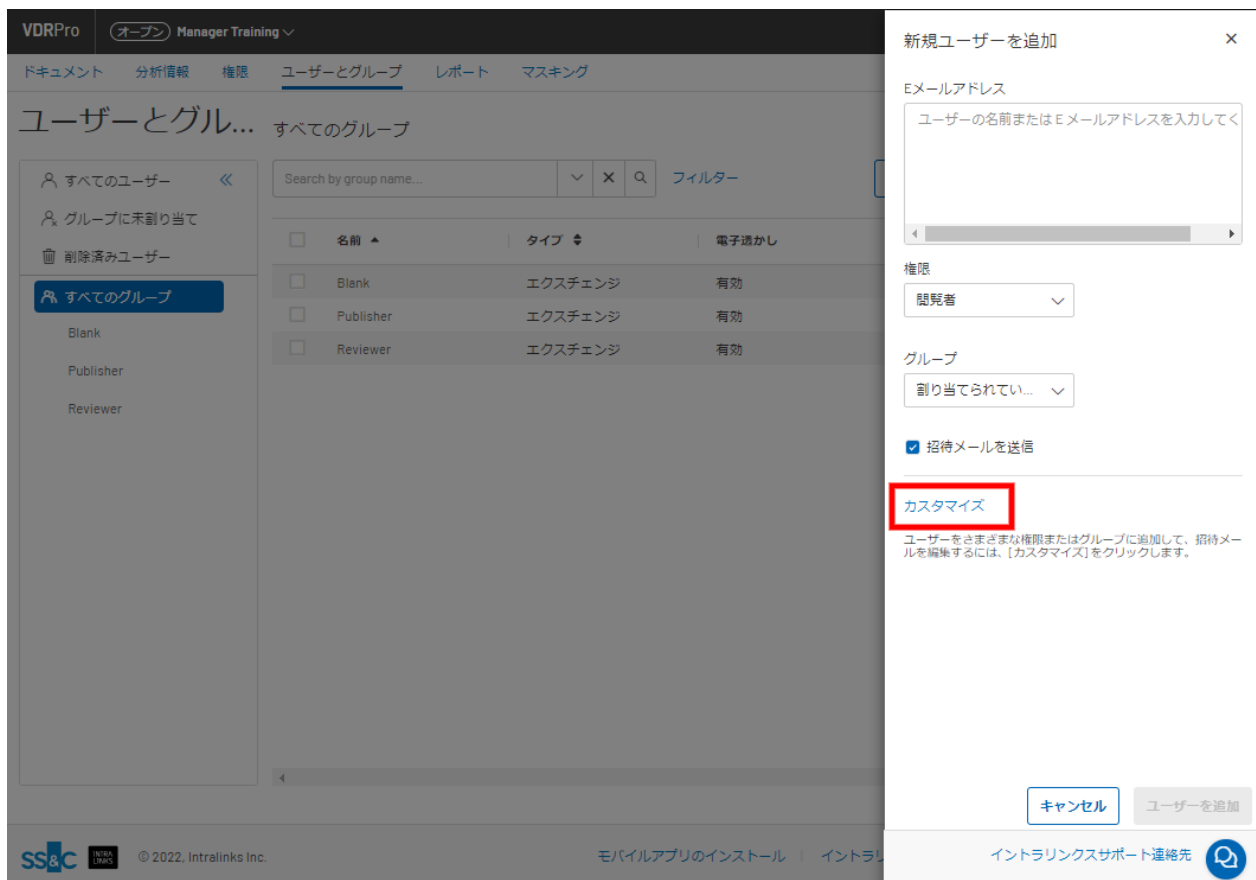 VDRPro オープン Manager Training
ドキュメント 分析情報 権限 ユーザーとグループ レポート マスキング
ユーザーとグル... すべてのグループ
すべてのユーザー
グループに未割り当て
削除済みユーザー
すべてのグループ
Blank
Publisher
Reviewer
Search by group name... フィルター
名前 タイプ 電子透かし
Blank エクスチェンジ 有効
Publisher エクスチェンジ 有効
Reviewer エクスチェンジ 有効
新規ユーザーを追加
Eメールアドレス
ユーザーの名前またはEメールアドレスを入力してく
権限
閲覧者
グループ
割り当てられてい...
招待メールを送信
カスタマイズ
ユーザーをさまざまな権限またはグループに追加して、招待メー
ルを編集するには、[カスタマイズ]をクリックします。
キャンセル ユーザーを追加
SS&C INTRA LINKS © 2022, Intralinks Inc.
モバイルアプリのインストール イントラリ
イントラリンクスサポート連絡先